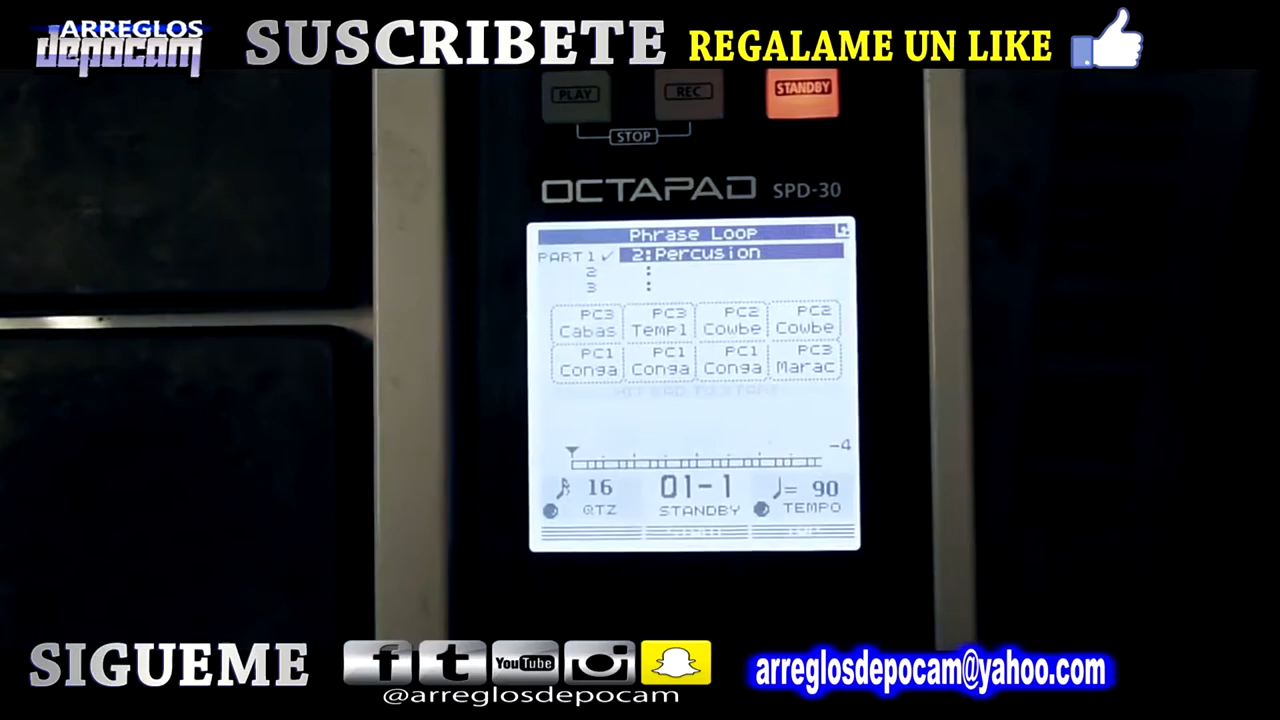 ARREGLOS
depocam
SUSCRIBETE
REGALAME UN LIKE
PLAY
REC
STANDBY
STOP
OCTAPAD SPD-30
Phrase Loop
PART1✓ 2:Percusion
2 :
3 :
PC3 PC3 PC2 PC2
Cabas Templ Cowbe Cowbe
PC1 PC1 PC1 PC3
Conga Conga Conga Marac
-4
16 01-1 ♩= 90
QTZ STANDBY TEMPO
SIGUEME
f t YouTube
@arreglosdepocam
arreglosdepocam@yahoo.com